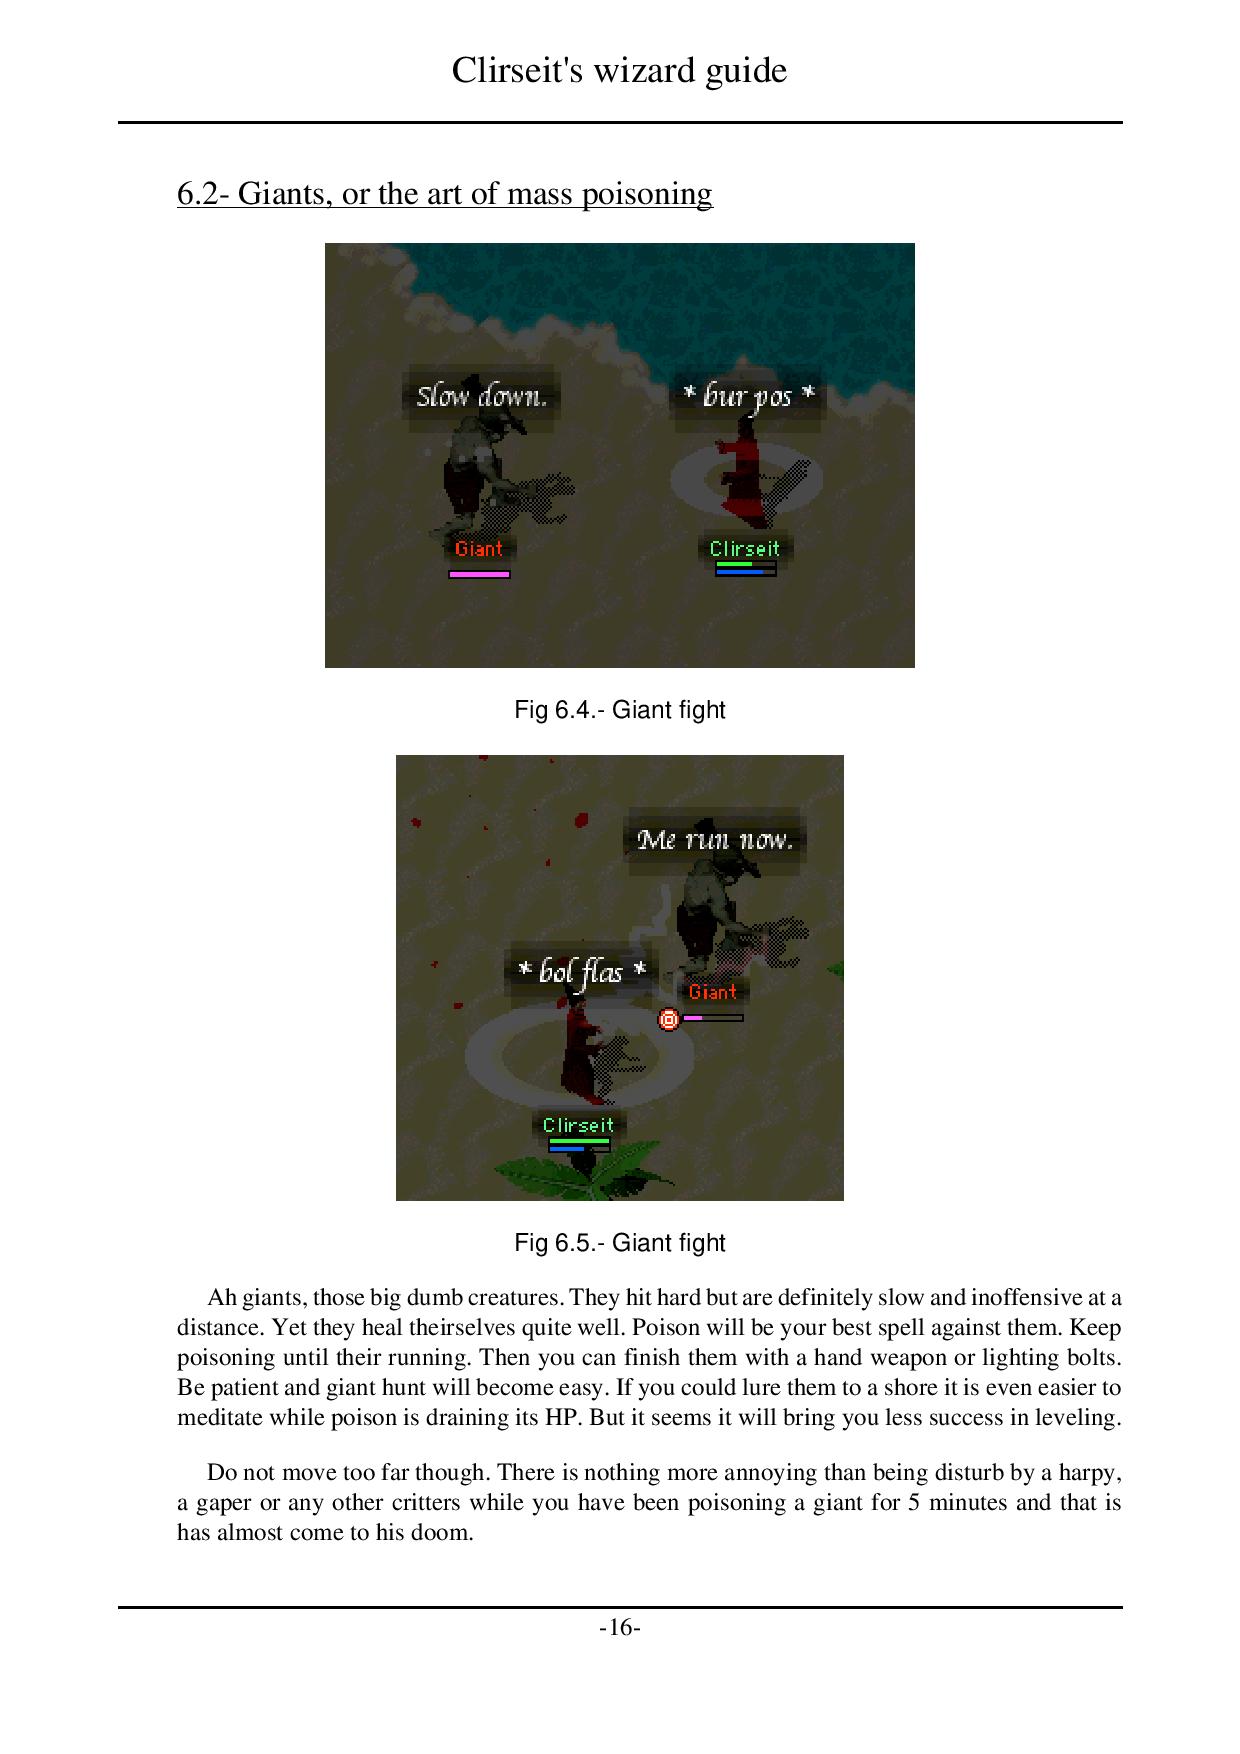 Clirseit's wizard guide
6.2- Giants, or the art of mass poisoning
Slow down.
* bur pos *
Giant
Clirseit
Fig 6.4.- Giant fight
Me run now.
* bol flas *
Giant
Clirseit
Fig 6.5.- Giant fight
Ah giants, those big dumb creatures. They hit hard but are definitely slow and inoffensive at a
distance. Yet they heal theirselves quite well. Poison will be your best spell against them. Keep
poisoning until their running. Then you can finish them with a hand weapon or lighting bolts.
Be patient and giant hunt will become easy. If you could lure them to a shore it is even easier to
meditate while poison is draining its HP. But it seems it will bring you less success in leveling.
Do not move too far though. There is nothing more annoying than being disturb by a harpy,
a gaper or any other critters while you have been poisoning a giant for 5 minutes and that is
has almost come to his doom.
-16-